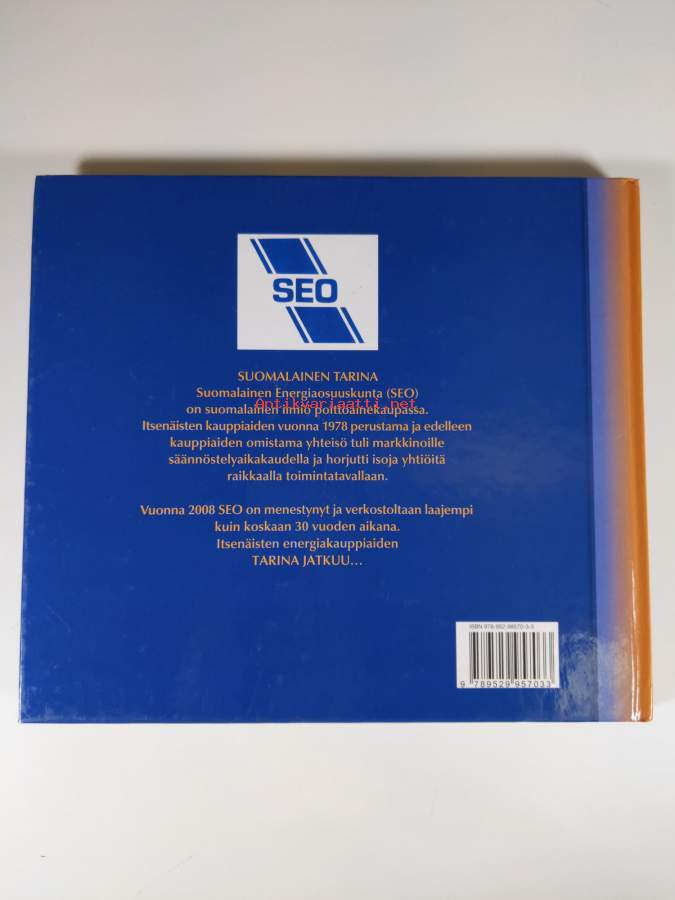 SEO
SUOMALAINEN TARINA
Suomalainen Energiaosuuskunta (SEO)
Antikvariaatti.net
on suomalainen ilmiö polttoainekaupassa.
Itsenäisten kauppiaiden vuonna 1978 perustama ja edelleen
kauppiaiden omistama yhteisö tuli markkinoille
säännöstelyaikakaudella ja horjutti isoja yhtiöitä
raikkaalla toimintatavallaan.
Vuonna 2008 SEO on menestynyt ja verkostoltaan laajempi
kuin koskaan 30 vuoden aikana.
Itsenäisten energiakauppiaiden
TARINA JATKUU...
9 789529 957033